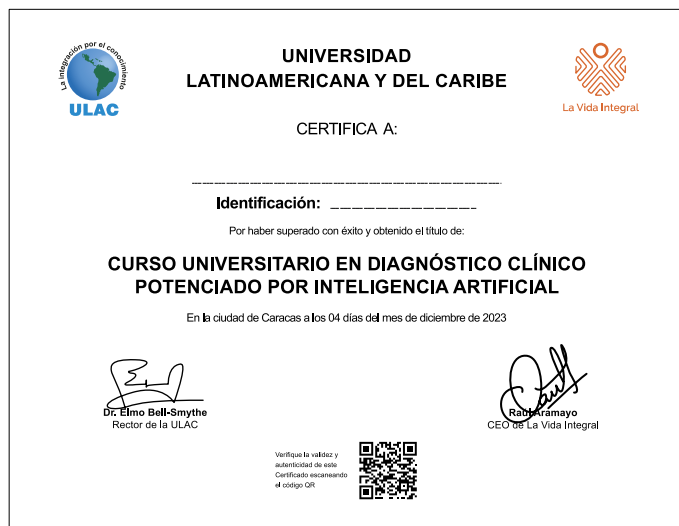 La integración por el conocimiento
ULAC
UNIVERSIDAD
LATINOAMERICANA Y DEL CARIBE
La Vida Integral
CERTIFICA A:
Identificación:
Por haber superado con éxito y obtenido el título de:
CURSO UNIVERSITARIO EN DIAGNÓSTICO CLÍNICO
POTENCIADO POR INTELIGENCIA ARTIFICIAL
En la ciudad de Caracas a los 04 días del mes de diciembre de 2023
Dr. Elmo Bell-Smythe
Rector de la ULAC
Raúl Aramayo
CEO de La Vida Integral
Verifique la validez y
autenticidad de este
Certificado escaneando
el código QR